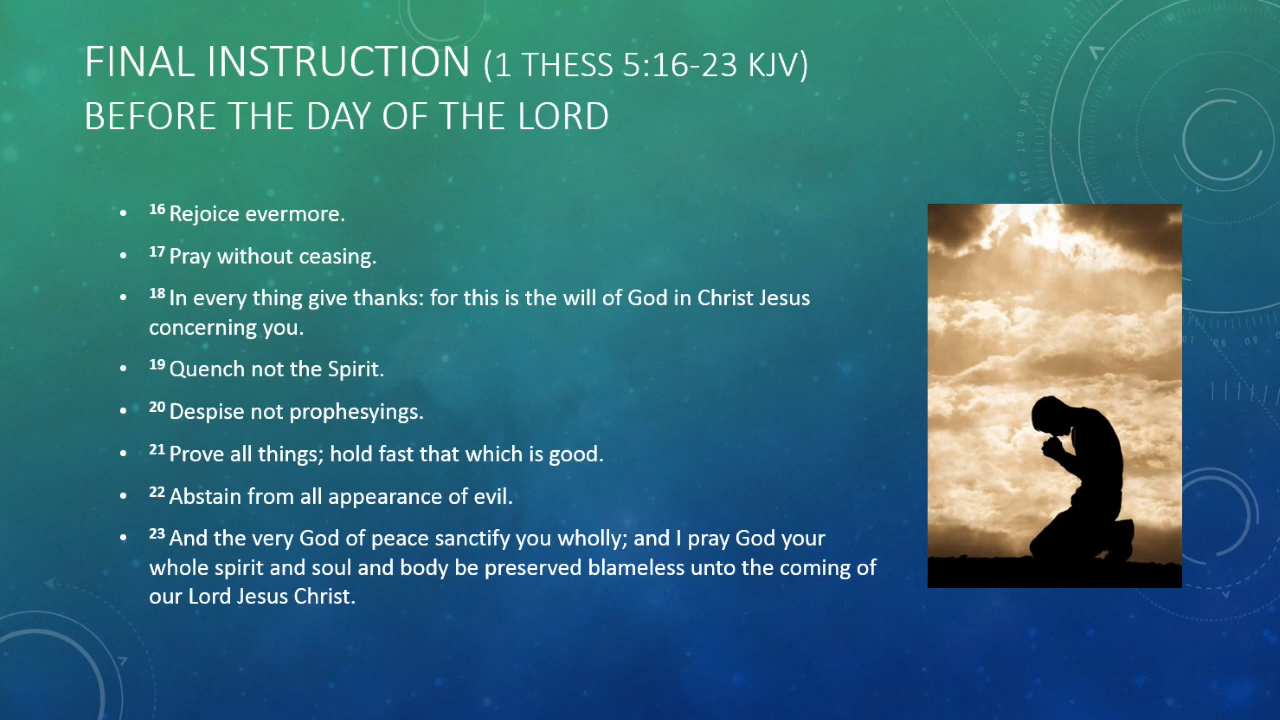 FINAL INSTRUCTION (1 THESS 5:16-23 KJV)
BEFORE THE DAY OF THE LORD
• 16 Rejoice evermore.
• 17 Pray without ceasing.
• 18 In every thing give thanks: for this is the will of God in Christ Jesus
concerning you.
• 19 Quench not the Spirit.
• 20 Despise not prophesyings.
• 21 Prove all things; hold fast that which is good.
• 22 Abstain from all appearance of evil.
• 23 And the very God of peace sanctify you wholly; and I pray God your
whole spirit and soul and body be preserved blameless unto the coming of
our Lord Jesus Christ.